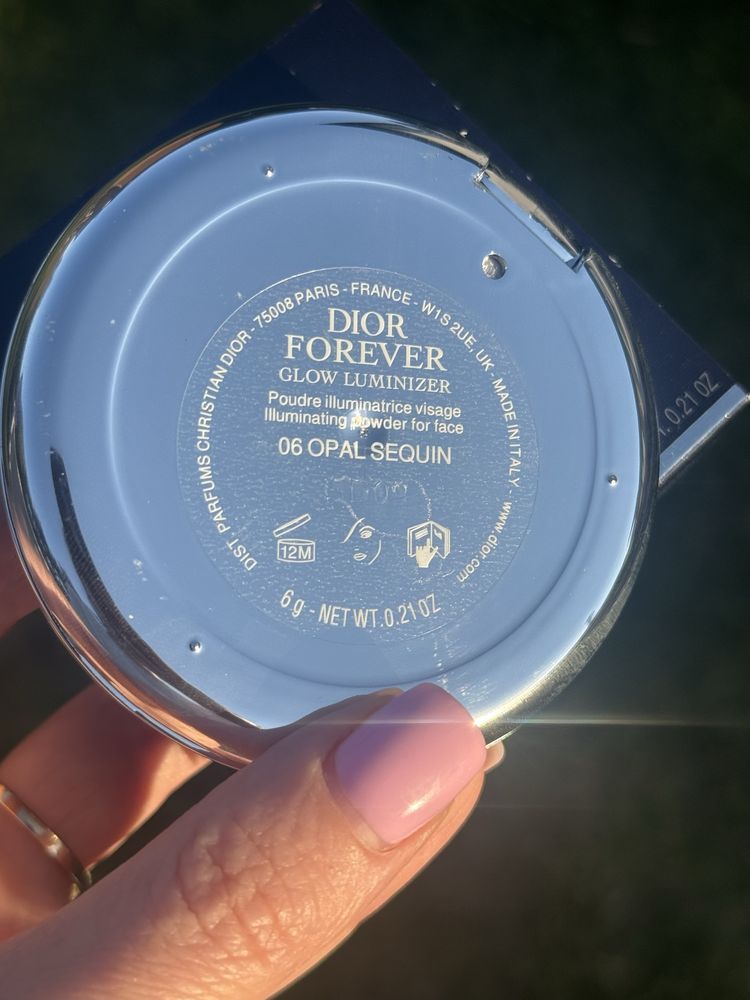 DIST PARFUMS CHRISTIAN DIOR - 75008 PARIS - FRANCE - W1S 2UE, UK - MADE IN ITALY - www.dior.com
DIOR
FOREVER
GLOW LUMINIZER
Poudre illuminatrice visage
Illuminating powder for face
06 OPAL SEQUIN
12M
6 g - NET WT. 0.21 OZ
0.21 OZ